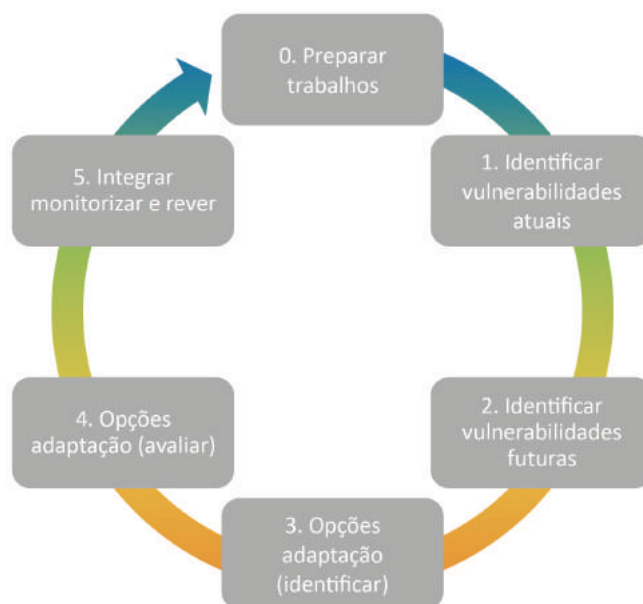 0. Preparar
trabalhos
1. Identificar
vulnerabilidades
atuais
2. Identificar
vulnerabilidades
futuras
3. Opções
adaptação
(identificar)
4. Opções
adaptação (avaliar)
5. Integrar
monitorizar e rever